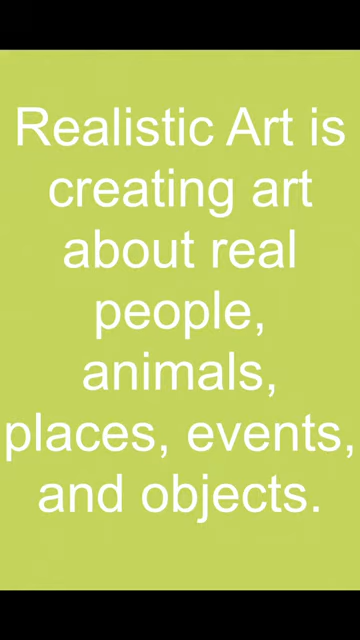 Realistic Art is
creating art
about real
people,
animals,
places, events,
and objects.